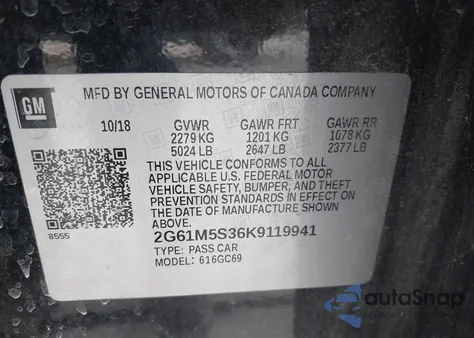 GM
MFD BY GENERAL MOTORS OF CANADA COMPANY
10/18 GVWR GAWR FRT GAWR RR
2279 KG 1201 KG 1078 KG
5024 LB 2647 LB 2377 LB
THIS VEHICLE CONFORMS TO ALL
APPLICABLE U.S. FEDERAL MOTOR
VEHICLE SAFETY, BUMPER, AND THEFT
PREVENTION STANDARDS IN EFFECT ON
THE DATE OF MANUFACTURE SHOWN
ABOVE.
8555
2G61M5S36K9119941
TYPE: PASS CAR
MODEL: 616GC69
autoSnap